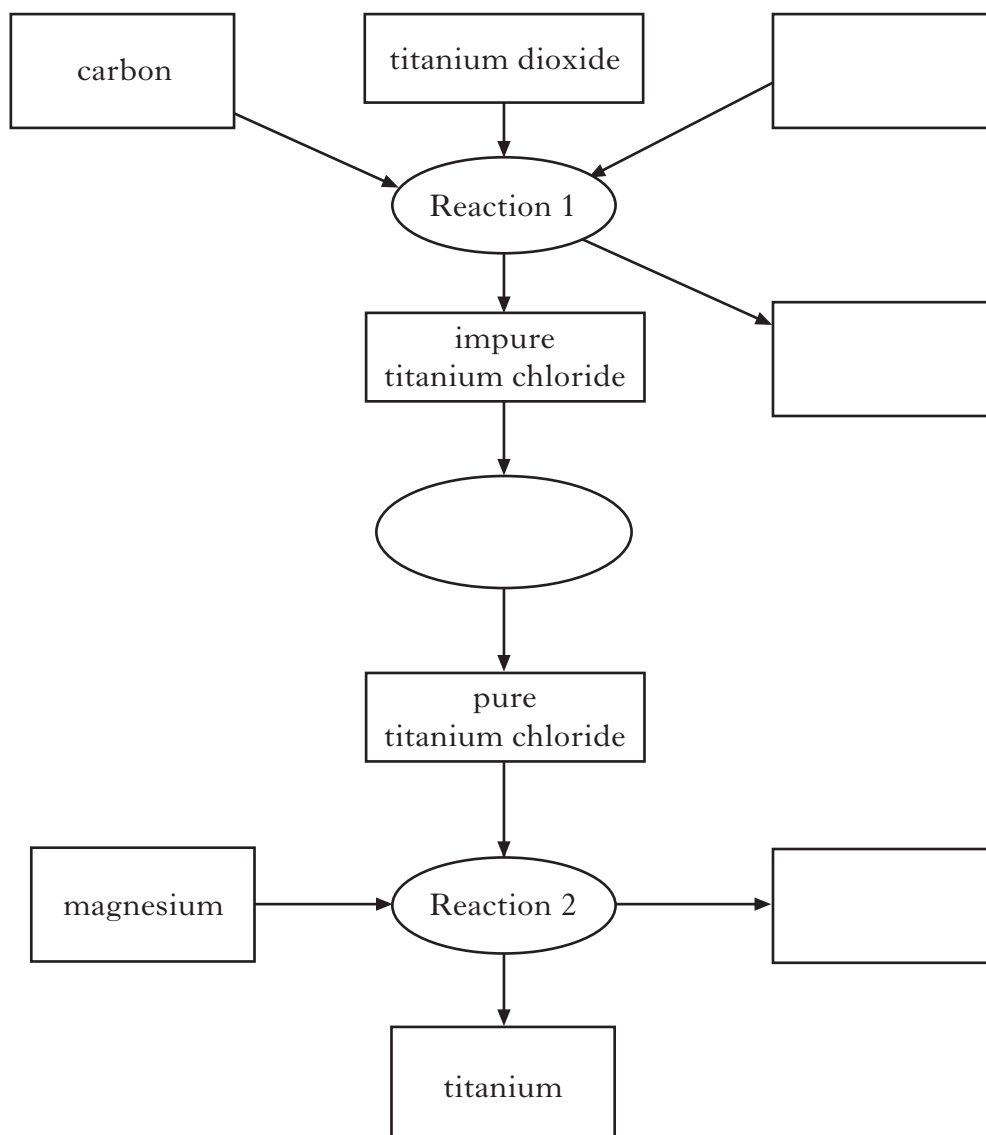 carbon
titanium dioxide
Reaction 1
impure
titanium chloride
pure
titanium chloride
magnesium
Reaction 2
titanium